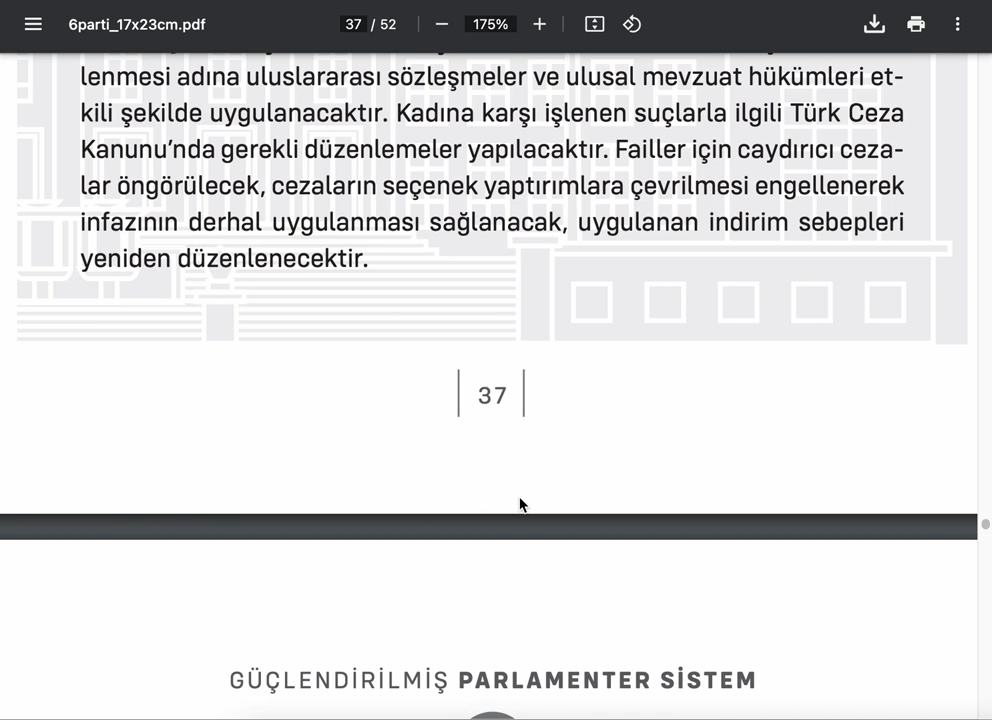 6parti_17x23cm.pdf
37 / 52
175%
lenmesi adına uluslararası sözleşmeler ve ulusal mevzuat hükümleri et-
kili şekilde uygulanacaktır. Kadına karşı işlenen suçlarla ilgili Türk Ceza
Kanunu'nda gerekli düzenlemeler yapılacaktır. Failler için caydırıcı ceza-
lar öngörülecek, cezaların seçenek yaptırımlara çevrilmesi engellenerek
infazının derhal uygulanması sağlanacak, uygulanan indirim sebepleri
yeniden düzenlenecektir.
37
GÜÇLENDİRİLMİŞ PARLAMENTER SİSTEM